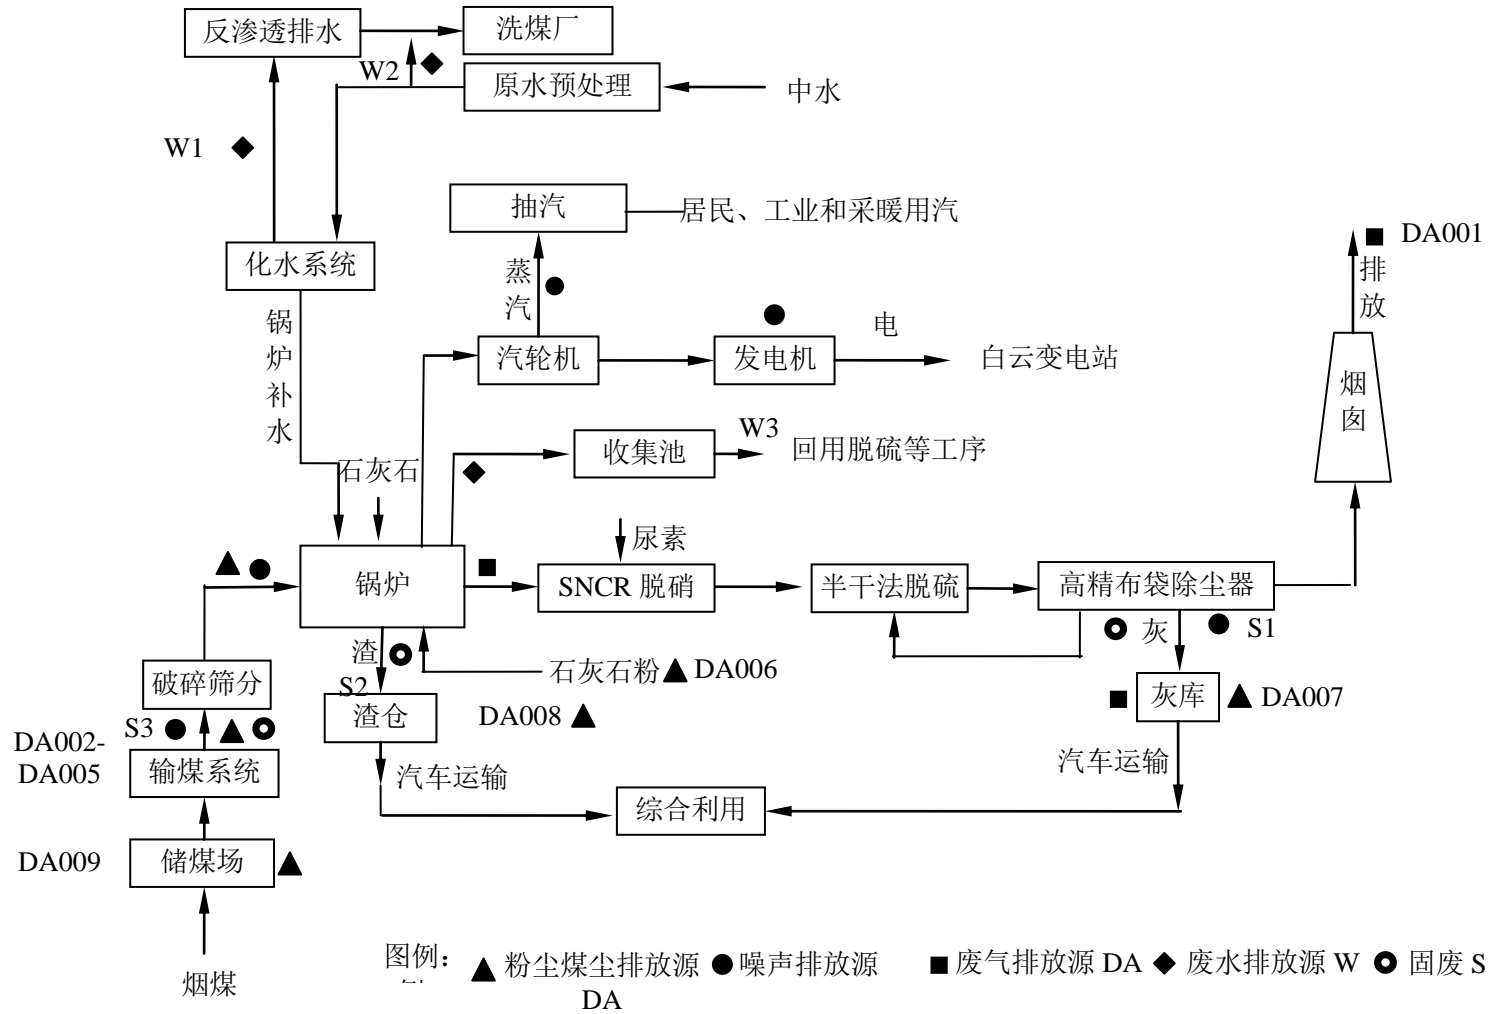 反渗透排水
洗煤厂
W2
原水预处理
中水
W1
抽汽
居民、工业和采暖用汽
DA001
排放
化水系统
蒸汽
锅炉补水
电
汽轮机
发电机
白云变电站
烟囱
W3
收集池
回用脱硫等工序
石灰石
尿素
锅炉
SNCR 脱硝
半干法脱硫
高精布袋除尘器
渣
灰
S1
破碎筛分
石灰石粉
DA006
S2
渣仓
DA008
灰库
DA007
S3
DA002-
DA005
输煤系统
汽车运输
汽车运输
综合利用
DA009
储煤场
烟煤
图例：
粉尘煤尘排放源
DA
噪声排放源
废气排放源 DA
废水排放源 W
固废 S